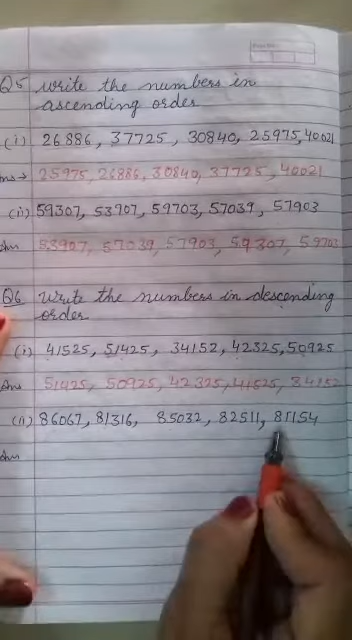 Q5 write the numbers in
ascending order
(i) 26886, 37725, 30840, 25975, 40021
Ans → 25975, 26886, 30840, 37725, 40021
(ii) 59307, 53907, 59703, 57039, 57903
Ans 53907, 57039, 57903, 59307, 59703
Q6 Write the numbers in descending
order
(i) 41525, 51425, 34152, 42325, 50925
Ans 51425, 50925, 42325, 41525, 34152
(ii) 86067, 81316, 85032, 82511, 81154
Ans